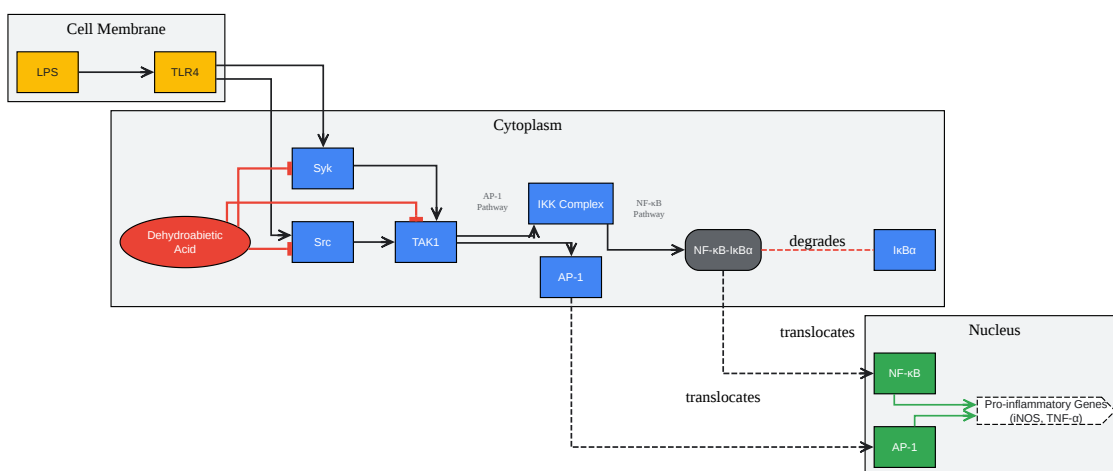 Cell Membrane
LPS
TLR4
Cytoplasm
Syk
AP-1
Pathway
IKK Complex
NF-κB
Pathway
Dehydroabietic
Acid
Src
TAK1
NF-κB-IκBα
degrades
IκBα
AP-1
translocates
Nucleus
NF-κB
translocates
Pro-inflammatory Genes
(iNOS, TNF-α)
AP-1